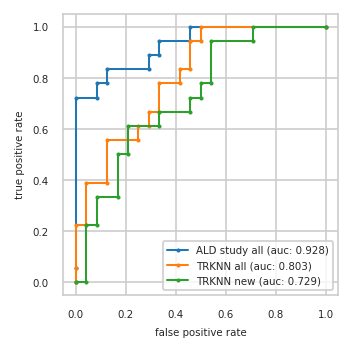 true positive rate
1.0
0.8
0.6
0.4
0.2
0.0
ALD study all (auc: 0.928)
TRKNN all (auc: 0.803)
TRKNN new (auc: 0.729)
0.0 0.2 0.4 0.6 0.8 1.0
false positive rate